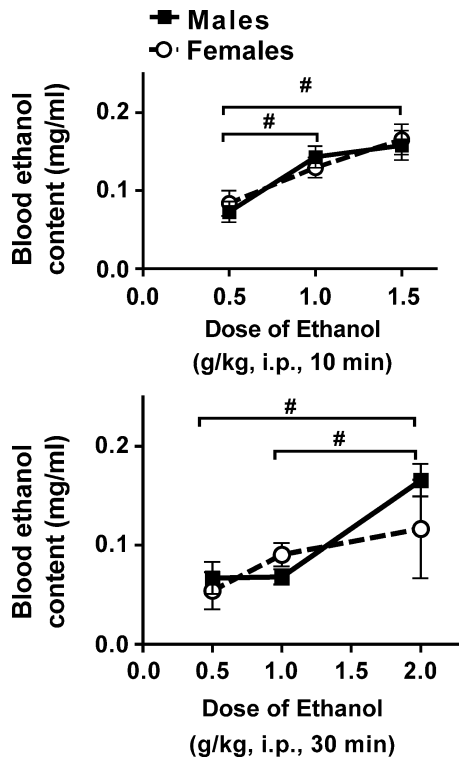 Males
Females
Blood ethanol
content (mg/ml)
0.2
0.1
0.0
#
#
0.0 0.5 1.0 1.5
Dose of Ethanol
(g/kg, i.p., 10 min)
Blood ethanol
content (mg/ml)
0.2
0.1
0.0
#
#
0.0 0.5 1.0 1.5 2.0
Dose of Ethanol
(g/kg, i.p., 30 min)